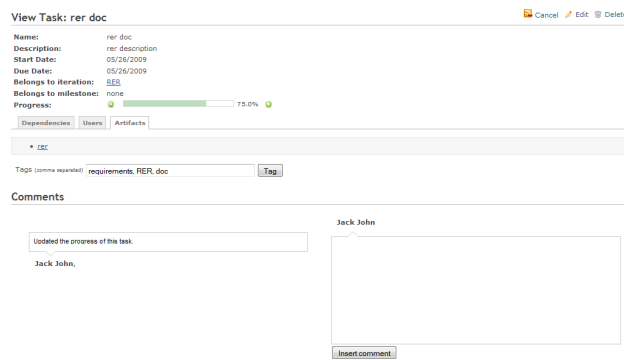 View Task: rer doc
Cancel Edit Delete
Name: rer doc
Description: rer description
Start Date: 05/26/2009
Due Date: 05/26/2009
Belongs to iteration: RER
Belongs to milestone: none
Progress: 75.0%
Dependencies Users Artifacts
• rer
Tags (comma separated) requirements, RER, doc Tag
Comments
Jack John
Updated the progress of this task.
Jack John,
Insert comment